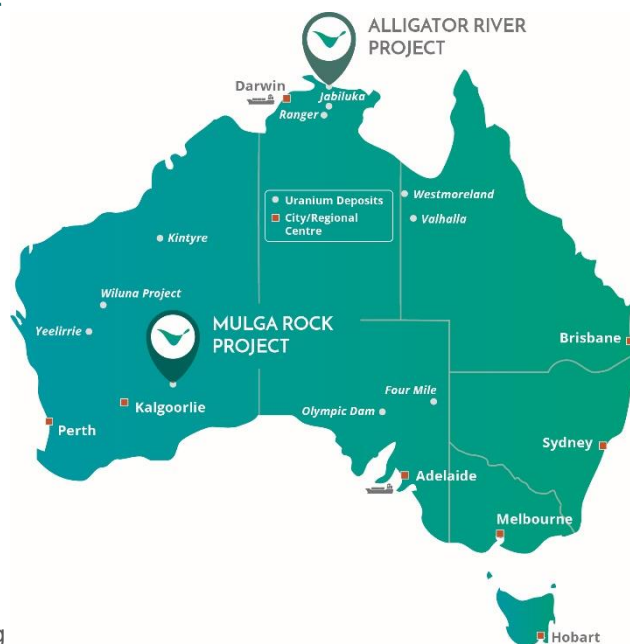 ALLIGATOR RIVER
PROJECT
Darwin
Jabiluka
Ranger
Uranium Deposits
City/Regional
Centre
Westmoreland
Valhalla
Kintyre
Wiluna Project
Yeelirrie
MULGA ROCK
PROJECT
Brisbane
Kalgoorlie
Perth
Four Mile
Olympic Dam
Sydney
Adelaide
Melbourne
Hobart
g